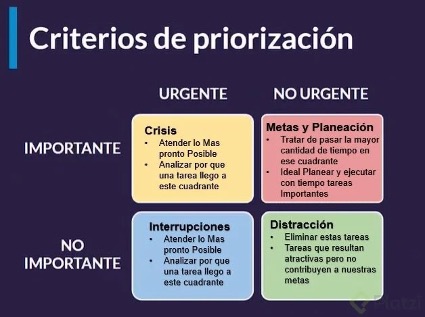 Criterios de priorización
URGENTE
NO URGENTE
IMPORTANTE
Crisis
• Atender lo Mas
pronto Posible
• Analizar por que
una tarea llego a
este cuadrante
Metas y Planeación
• Tratar de pasar la mayor
cantidad de tiempo en
ese cuadrante
• Ideal Planear y ejecutar
con tiempo tareas
Importantes
NO
IMPORTANTE
Interrupciones
• Atender lo Mas
pronto Posible
• Analizar por que
una tarea llego a
este cuadrante
Distracción
• Eliminar estas tareas
• Tareas que resultan
atractivas pero no
contribuyen a nuestras
metas